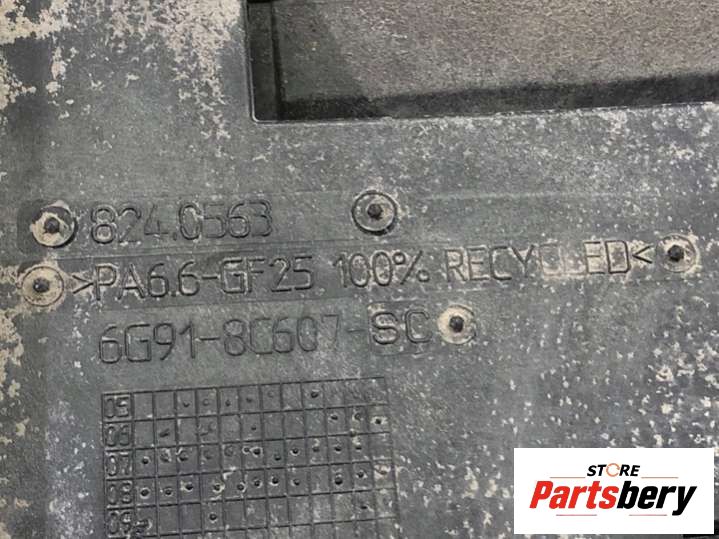 824.0563
>PA6.6-GF25 100% RECYCLED<
6G91-8C607-SC
05
06
07
08
09
STORE
Partsbery